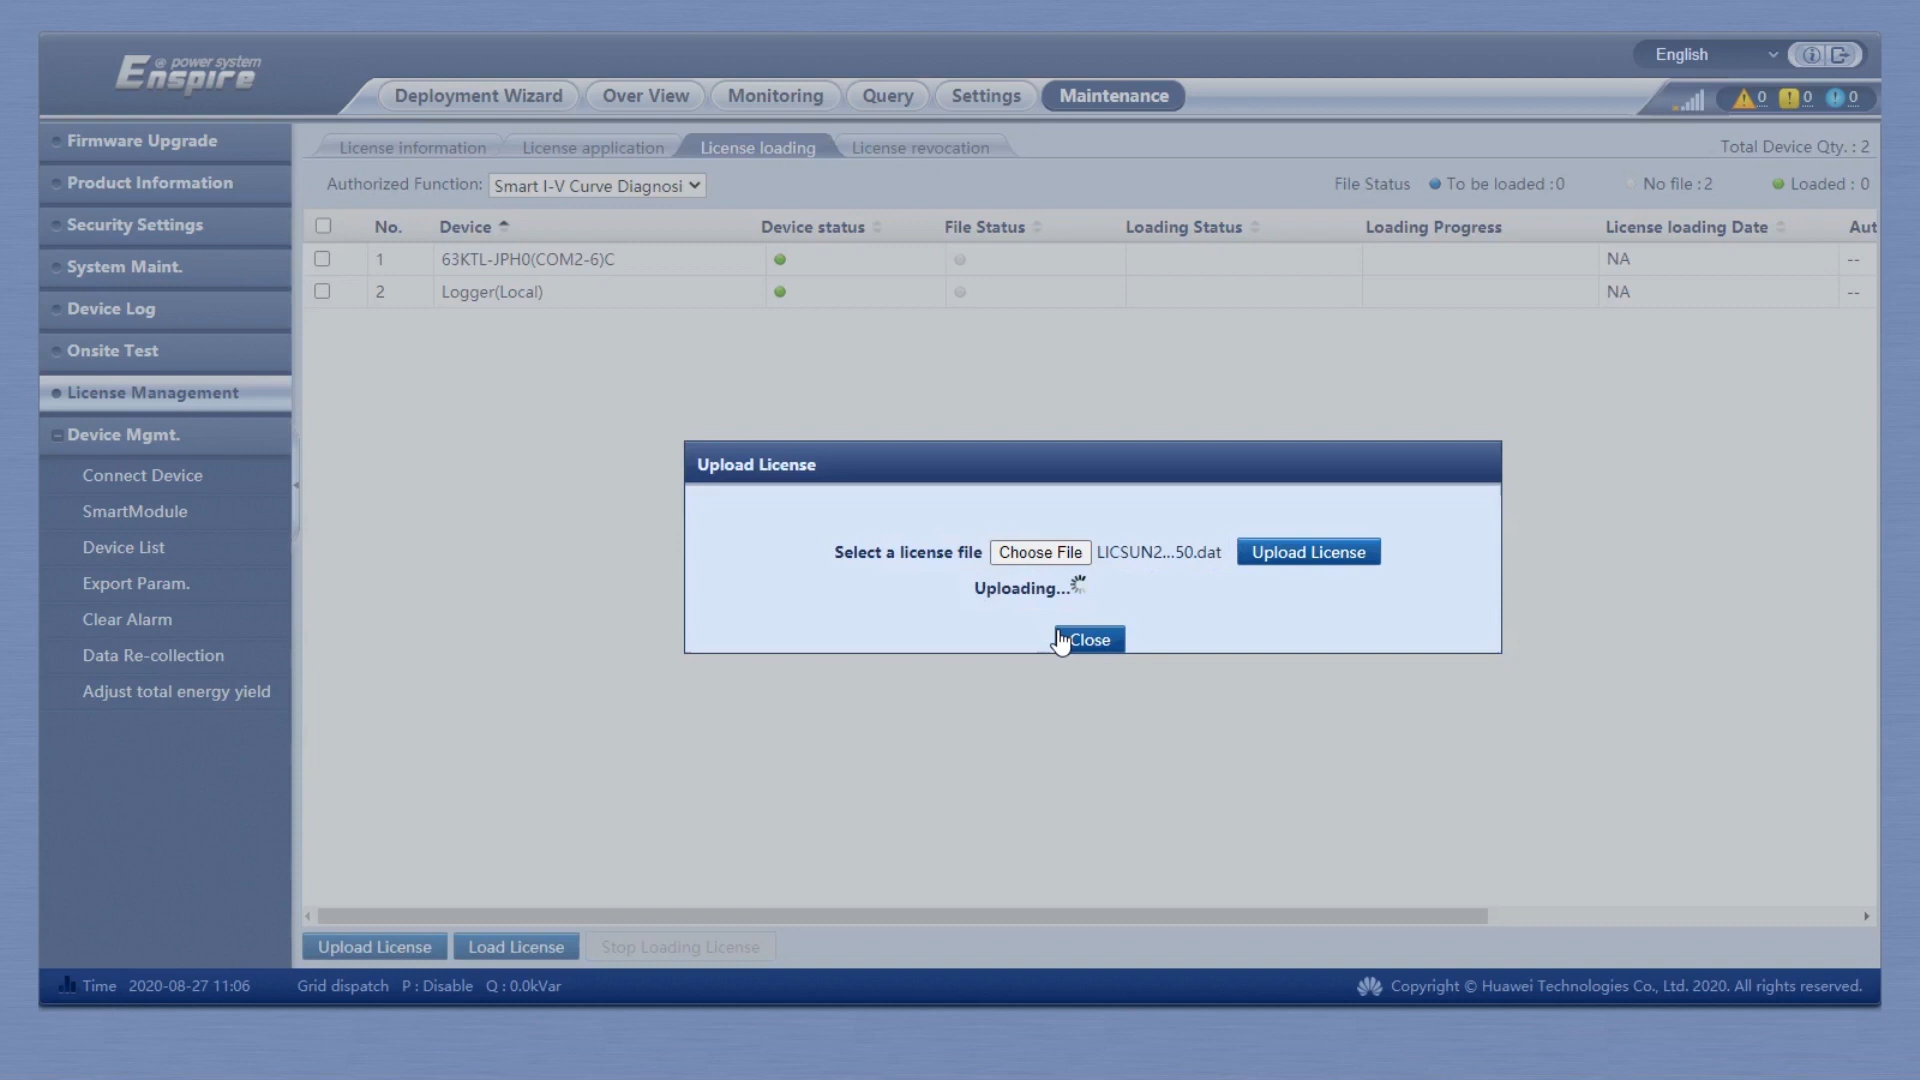 Enspire @ power system
English
Deployment Wizard Over View Monitoring Query Settings Maintenance
0 0 0
Firmware Upgrade
Product Information
Security Settings
System Maint.
Device Log
Onsite Test
License Management
Device Mgmt.
Connect Device
SmartModule
Device List
Export Param.
Clear Alarm
Data Re-collection
Adjust total energy yield
License information License application License loading License revocation Total Device Qty. : 2
Authorized Function: Smart I-V Curve Diagnosi File Status To be loaded :0 No file : 2 Loaded : 0
No. Device Device status File Status Loading Status Loading Progress License loading Date Aut
1 63KTL-JPH0(COM2-6)C NA --
2 Logger(Local) NA --
Upload License
Select a license file Choose File LICSUN2...50.dat Upload License
Uploading...
Close
Upload License Load License Stop Loading License
Time 2020-08-27 11:06 Grid dispatch P : Disable Q : 0.0kVar Copyright © Huawei Technologies Co., Ltd. 2020. All rights reserved.